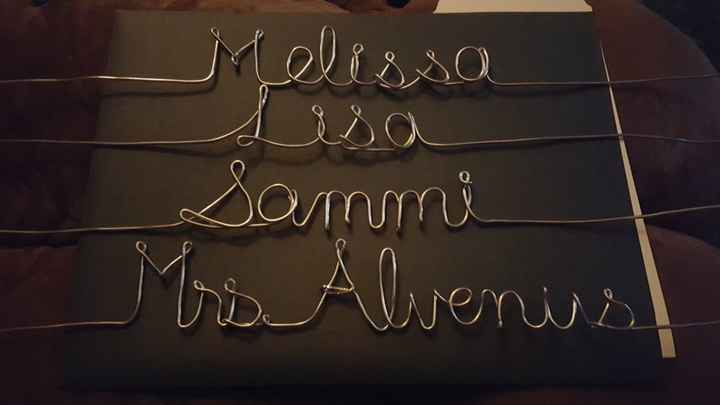 Melissa
Lisa
Sammi
Mrs. Alvenus